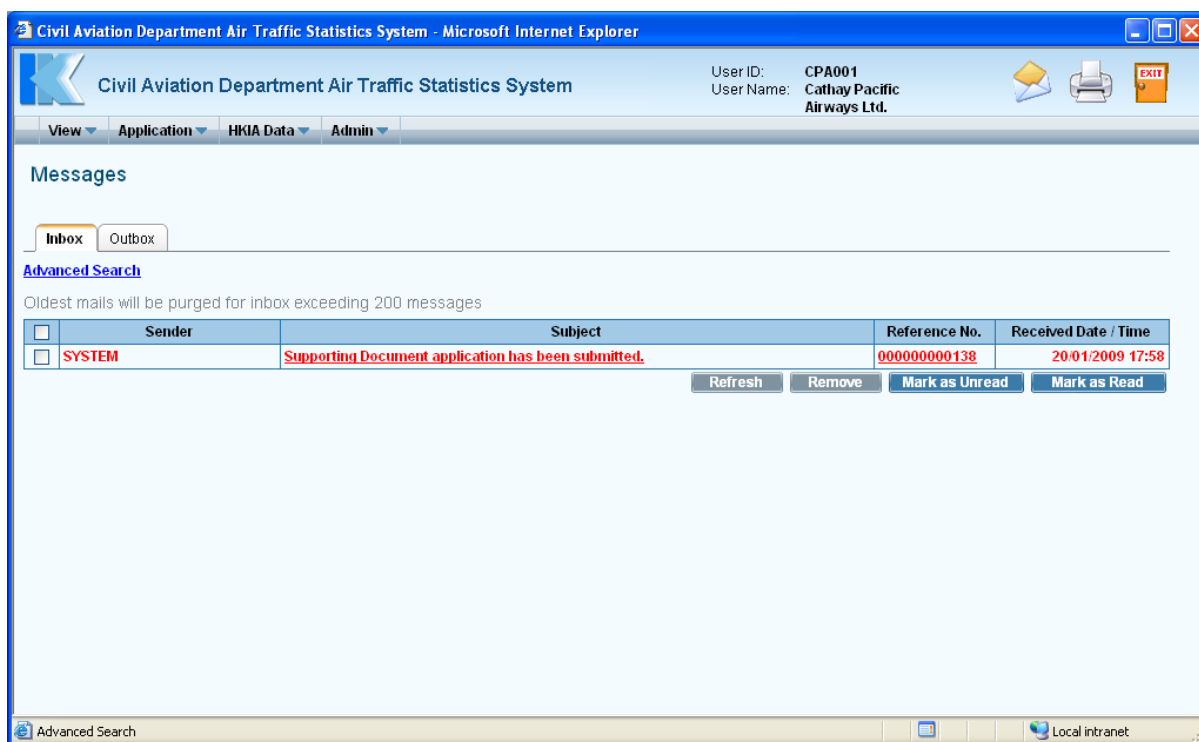 Civil Aviation Department Air Traffic Statistics System - Microsoft Internet Explorer
Civil Aviation Department Air Traffic Statistics System
User ID: CPA001
User Name: Cathay Pacific
Airways Ltd.
EXIT
View Application HKIA Data Admin
Messages
Inbox Outbox
Advanced Search
Oldest mails will be purged for inbox exceeding 200 messages
Sender Subject Reference No. Received Date / Time
SYSTEM Supporting Document application has been submitted. 000000000138 20/01/2009 17:58
Refresh Remove Mark as Unread Mark as Read
Advanced Search Local intranet